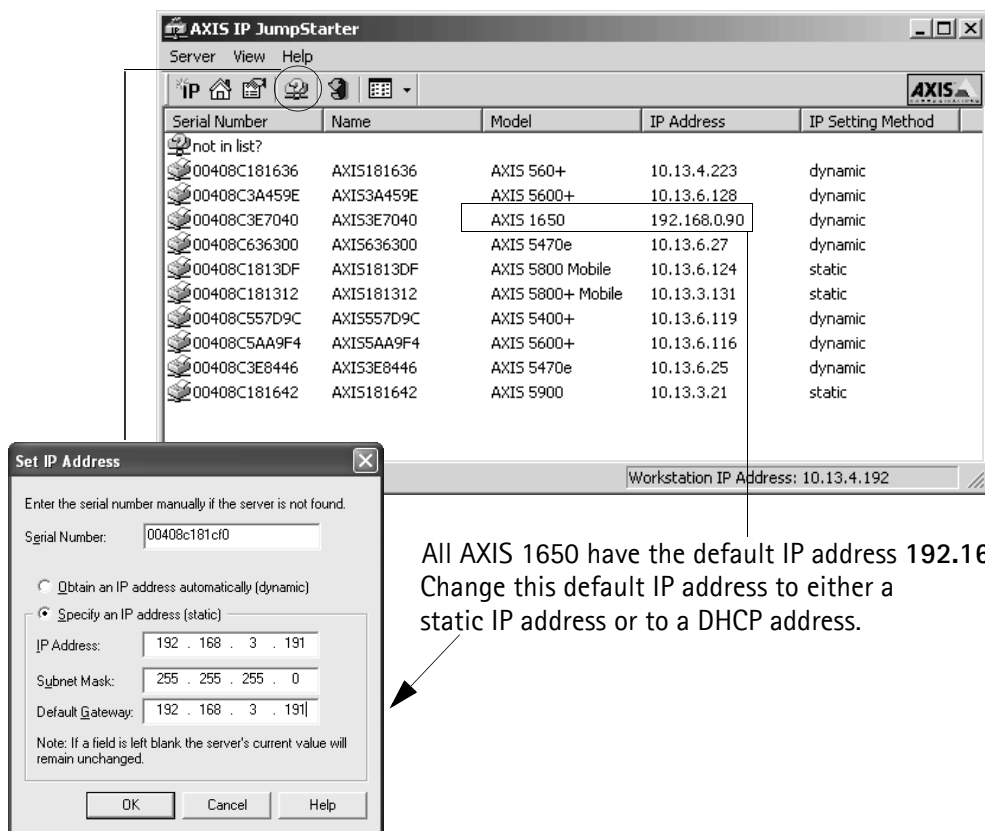 AXIS IP JumpStarter
Server View Help
IP
AXIS
COMMUNICATIONS
Serial Number Name Model IP Address IP Setting Method
not in list?
00408C181636 AXIS181636 AXIS 560+ 10.13.4.223 dynamic
00408C3A459E AXIS3A459E AXIS 5600+ 10.13.6.128 dynamic
00408C3E7040 AXIS3E7040 AXIS 1650 192.168.0.90 dynamic
00408C636300 AXIS636300 AXIS 5470e 10.13.6.27 dynamic
00408C1813DF AXIS1813DF AXIS 5800 Mobile 10.13.6.124 static
00408C181312 AXIS181312 AXIS 5800+ Mobile 10.13.3.131 static
00408C557D9C AXIS557D9C AXIS 5400+ 10.13.6.119 dynamic
00408C5AA9F4 AXIS5AA9F4 AXIS 5600+ 10.13.6.116 dynamic
00408C3E8446 AXIS3E8446 AXIS 5470e 10.13.6.25 dynamic
00408C181642 AXIS181642 AXIS 5900 10.13.3.21 static
Workstation IP Address: 10.13.4.192
Set IP Address
Enter the serial number manually if the server is not found.
Serial Number: 00408c181cf0
Obtain an IP address automatically (dynamic)
Specify an IP address (static)
IP Address: 192 . 168 . 3 . 191
Subnet Mask: 255 . 255 . 255 . 0
Default Gateway: 192 . 168 . 3 . 191
Note: If a field is left blank the server's current value will
remain unchanged.
OK Cancel Help
All AXIS 1650 have the default IP address 192.16
Change this default IP address to either a
static IP address or to a DHCP address.